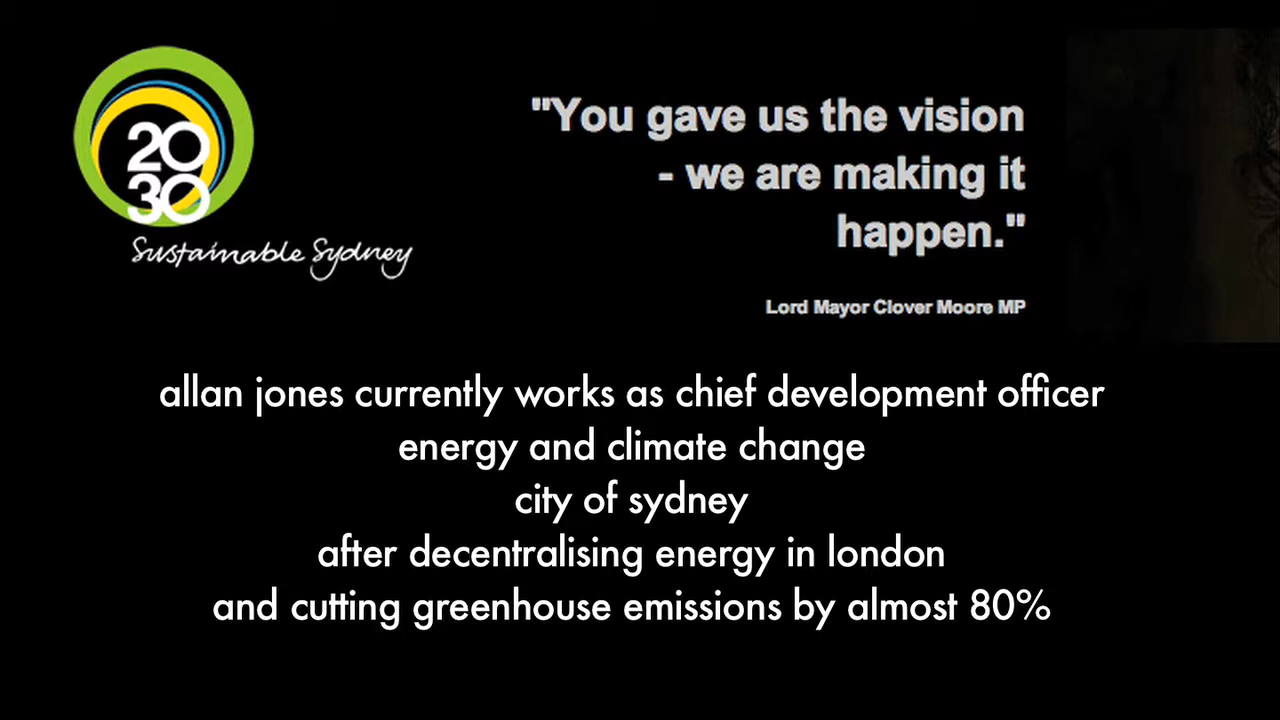 20
30
Sustainable Sydney
"You gave us the vision
- we are making it
happen."
Lord Mayor Clover Moore MP
allan jones currently works as chief development officer
energy and climate change
city of sydney
after decentralising energy in london
and cutting greenhouse emissions by almost 80%